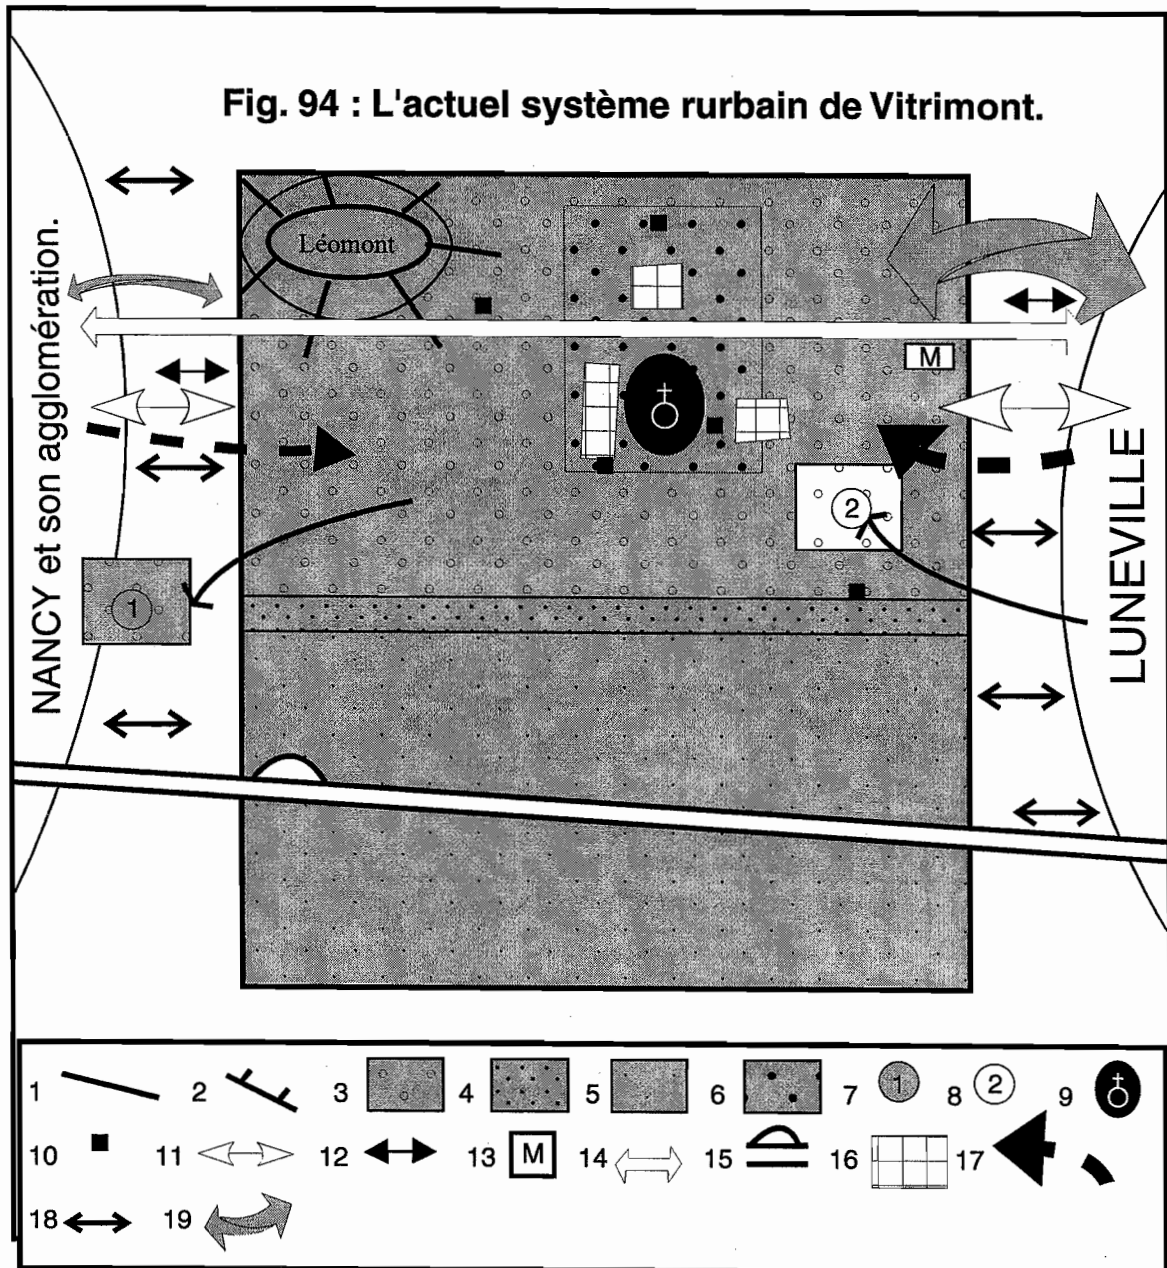 Fig. 94 : L'actuel système rurbain de Vitrimont.
NANCY et son agglomération.
Léomont
M
2
1
LUNEVILLE
1 2 3 4 5 6 7 1 8 2 9
10 11 12 13 M 14 15 16 17
18 19